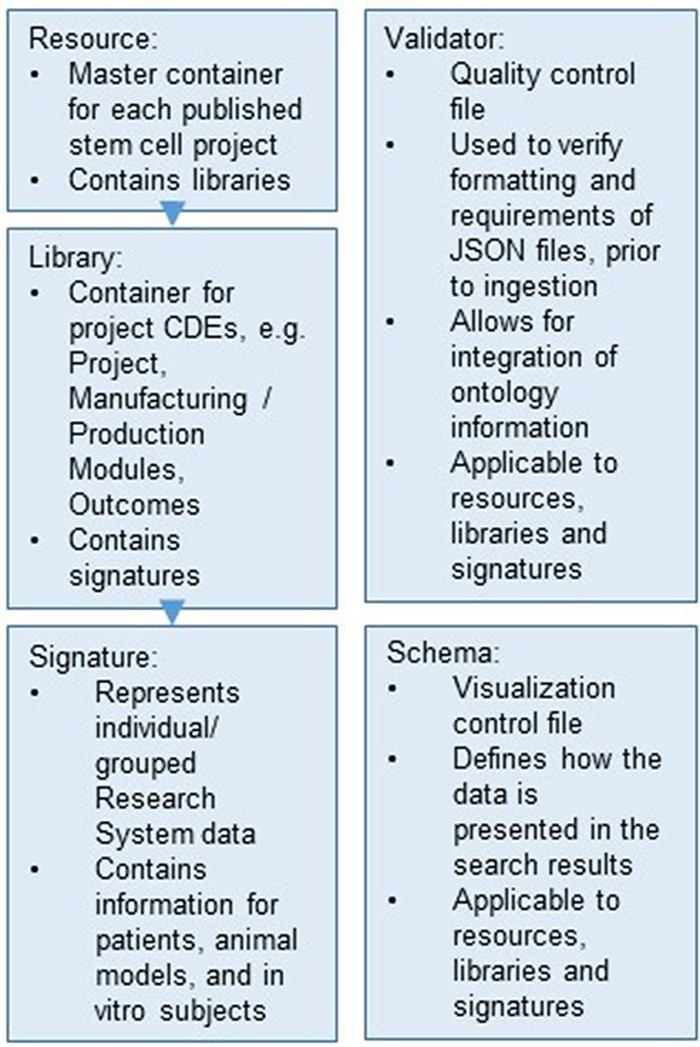 Resource:
• Master container
for each published
stem cell project
• Contains libraries
Library:
• Container for
project CDEs, e.g.
Project,
Manufacturing /
Production
Modules,
Outcomes
• Contains
signatures
Signature:
• Represents
individual/
grouped
Research
System data
• Contains
information for
patients, animal
models, and in
vitro subjects
Validator:
• Quality control
file
• Used to verify
formatting and
requirements of
JSON files, prior
to ingestion
• Allows for
integration of
ontology
information
• Applicable to
resources,
libraries and
signatures
Schema:
• Visualization
control file
• Defines how the
data is
presented in the
search results
• Applicable to
resources,
libraries and
signatures